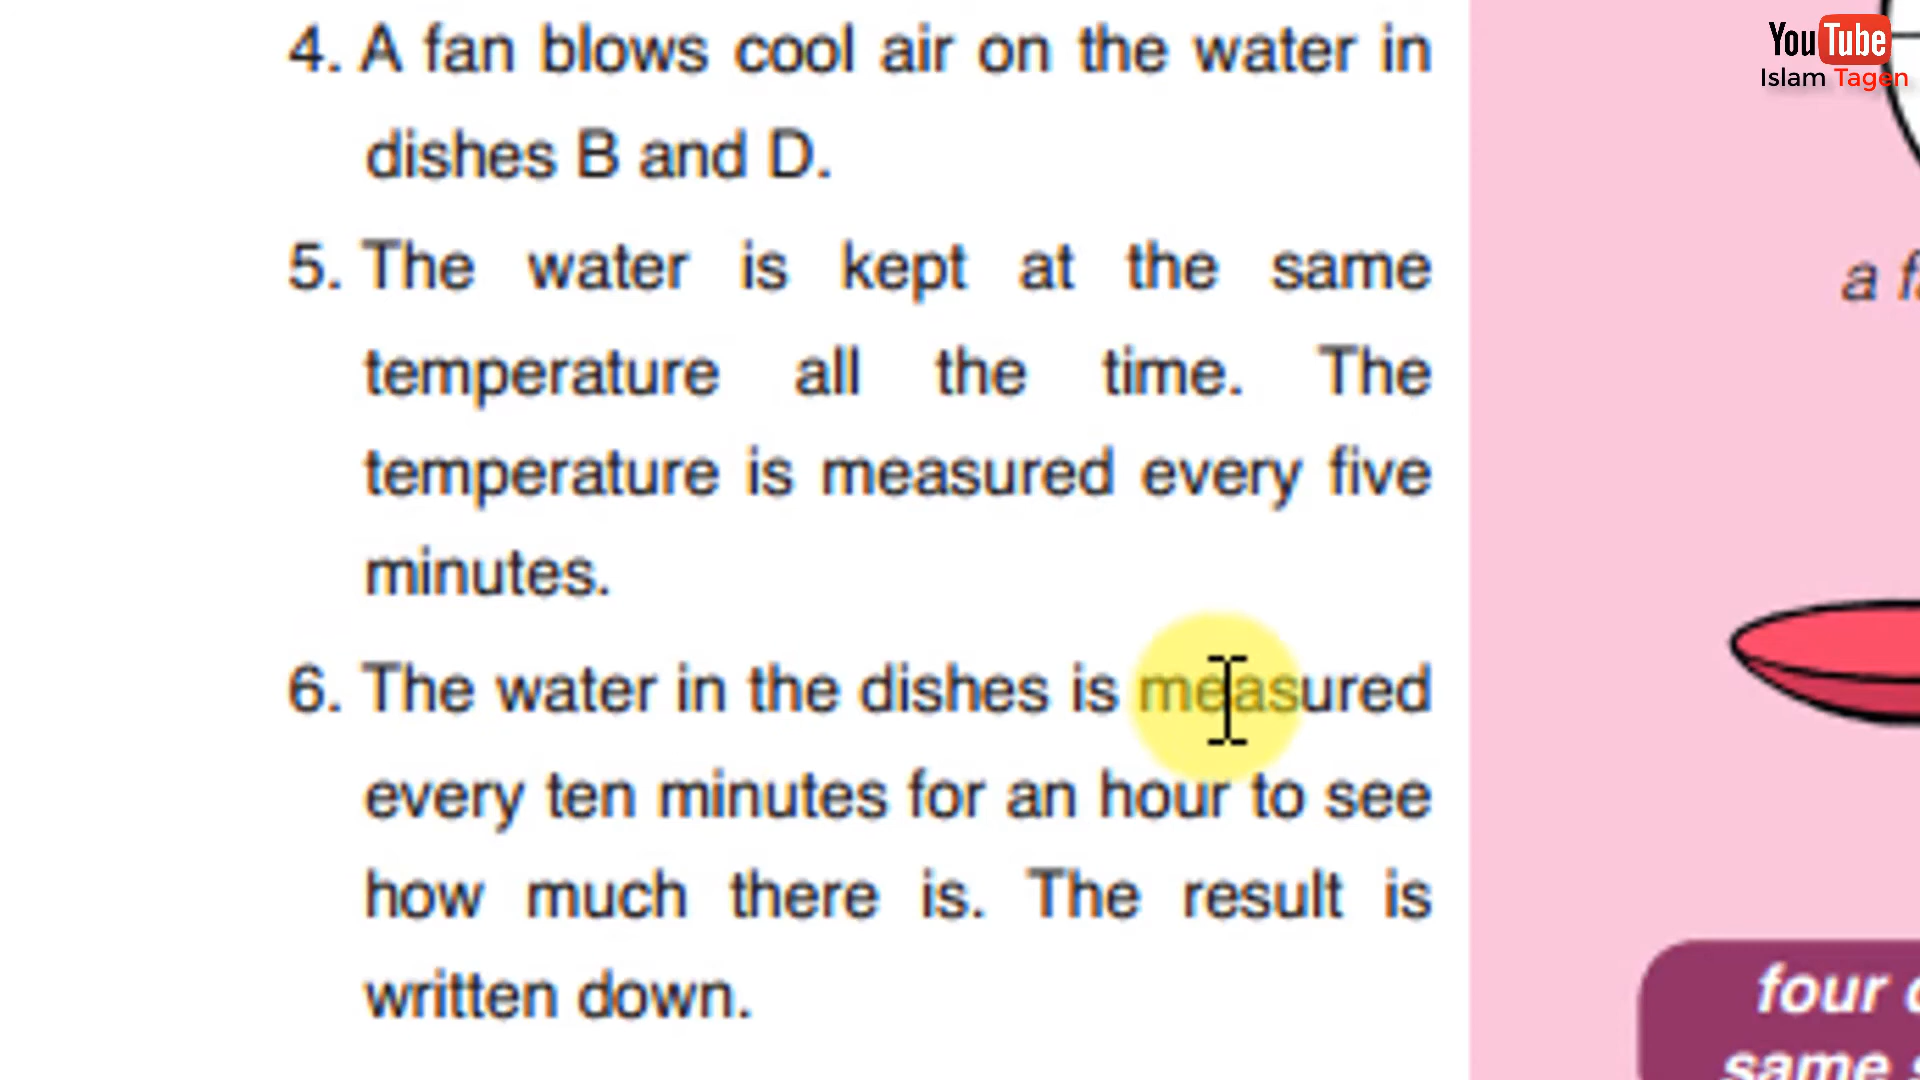 4. A fan blows cool air on the water in
dishes B and D.
5. The water is kept at the same
temperature all the time. The
temperature is measured every five
minutes.
6. The water in the dishes is measured
every ten minutes for an hour to see
how much there is. The result is
written down.
YouTube
Islam Tagen
a
four
same